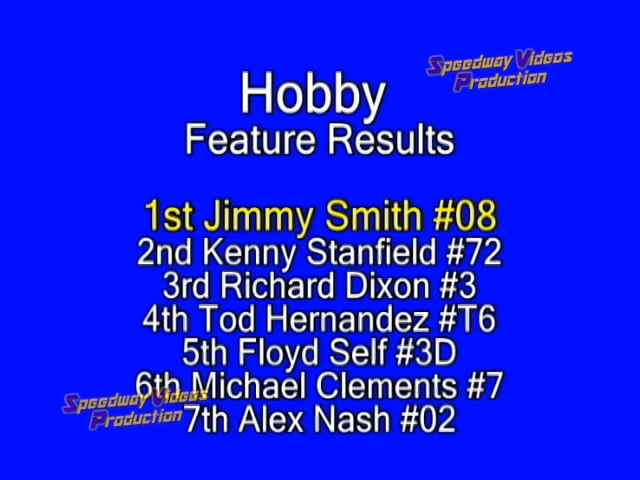 Speedway Videos
Production
Hobby
Feature Results
1st Jimmy Smith #08
2nd Kenny Stanfield #72
3rd Richard Dixon #3
4th Tod Hernandez #T6
5th Floyd Self #3D
6th Michael Clements #7
Speedway Videos
Production
7th Alex Nash #02